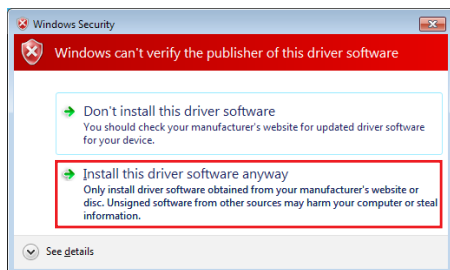 Windows Security
Windows can't verify the publisher of this driver software
Don't install this driver software
You should check your manufacturer's website for updated driver software
for your device.
Install this driver software anyway
Only install driver software obtained from your manufacturer's website or
disc. Unsigned software from other sources may harm your computer or steal
information.
See details